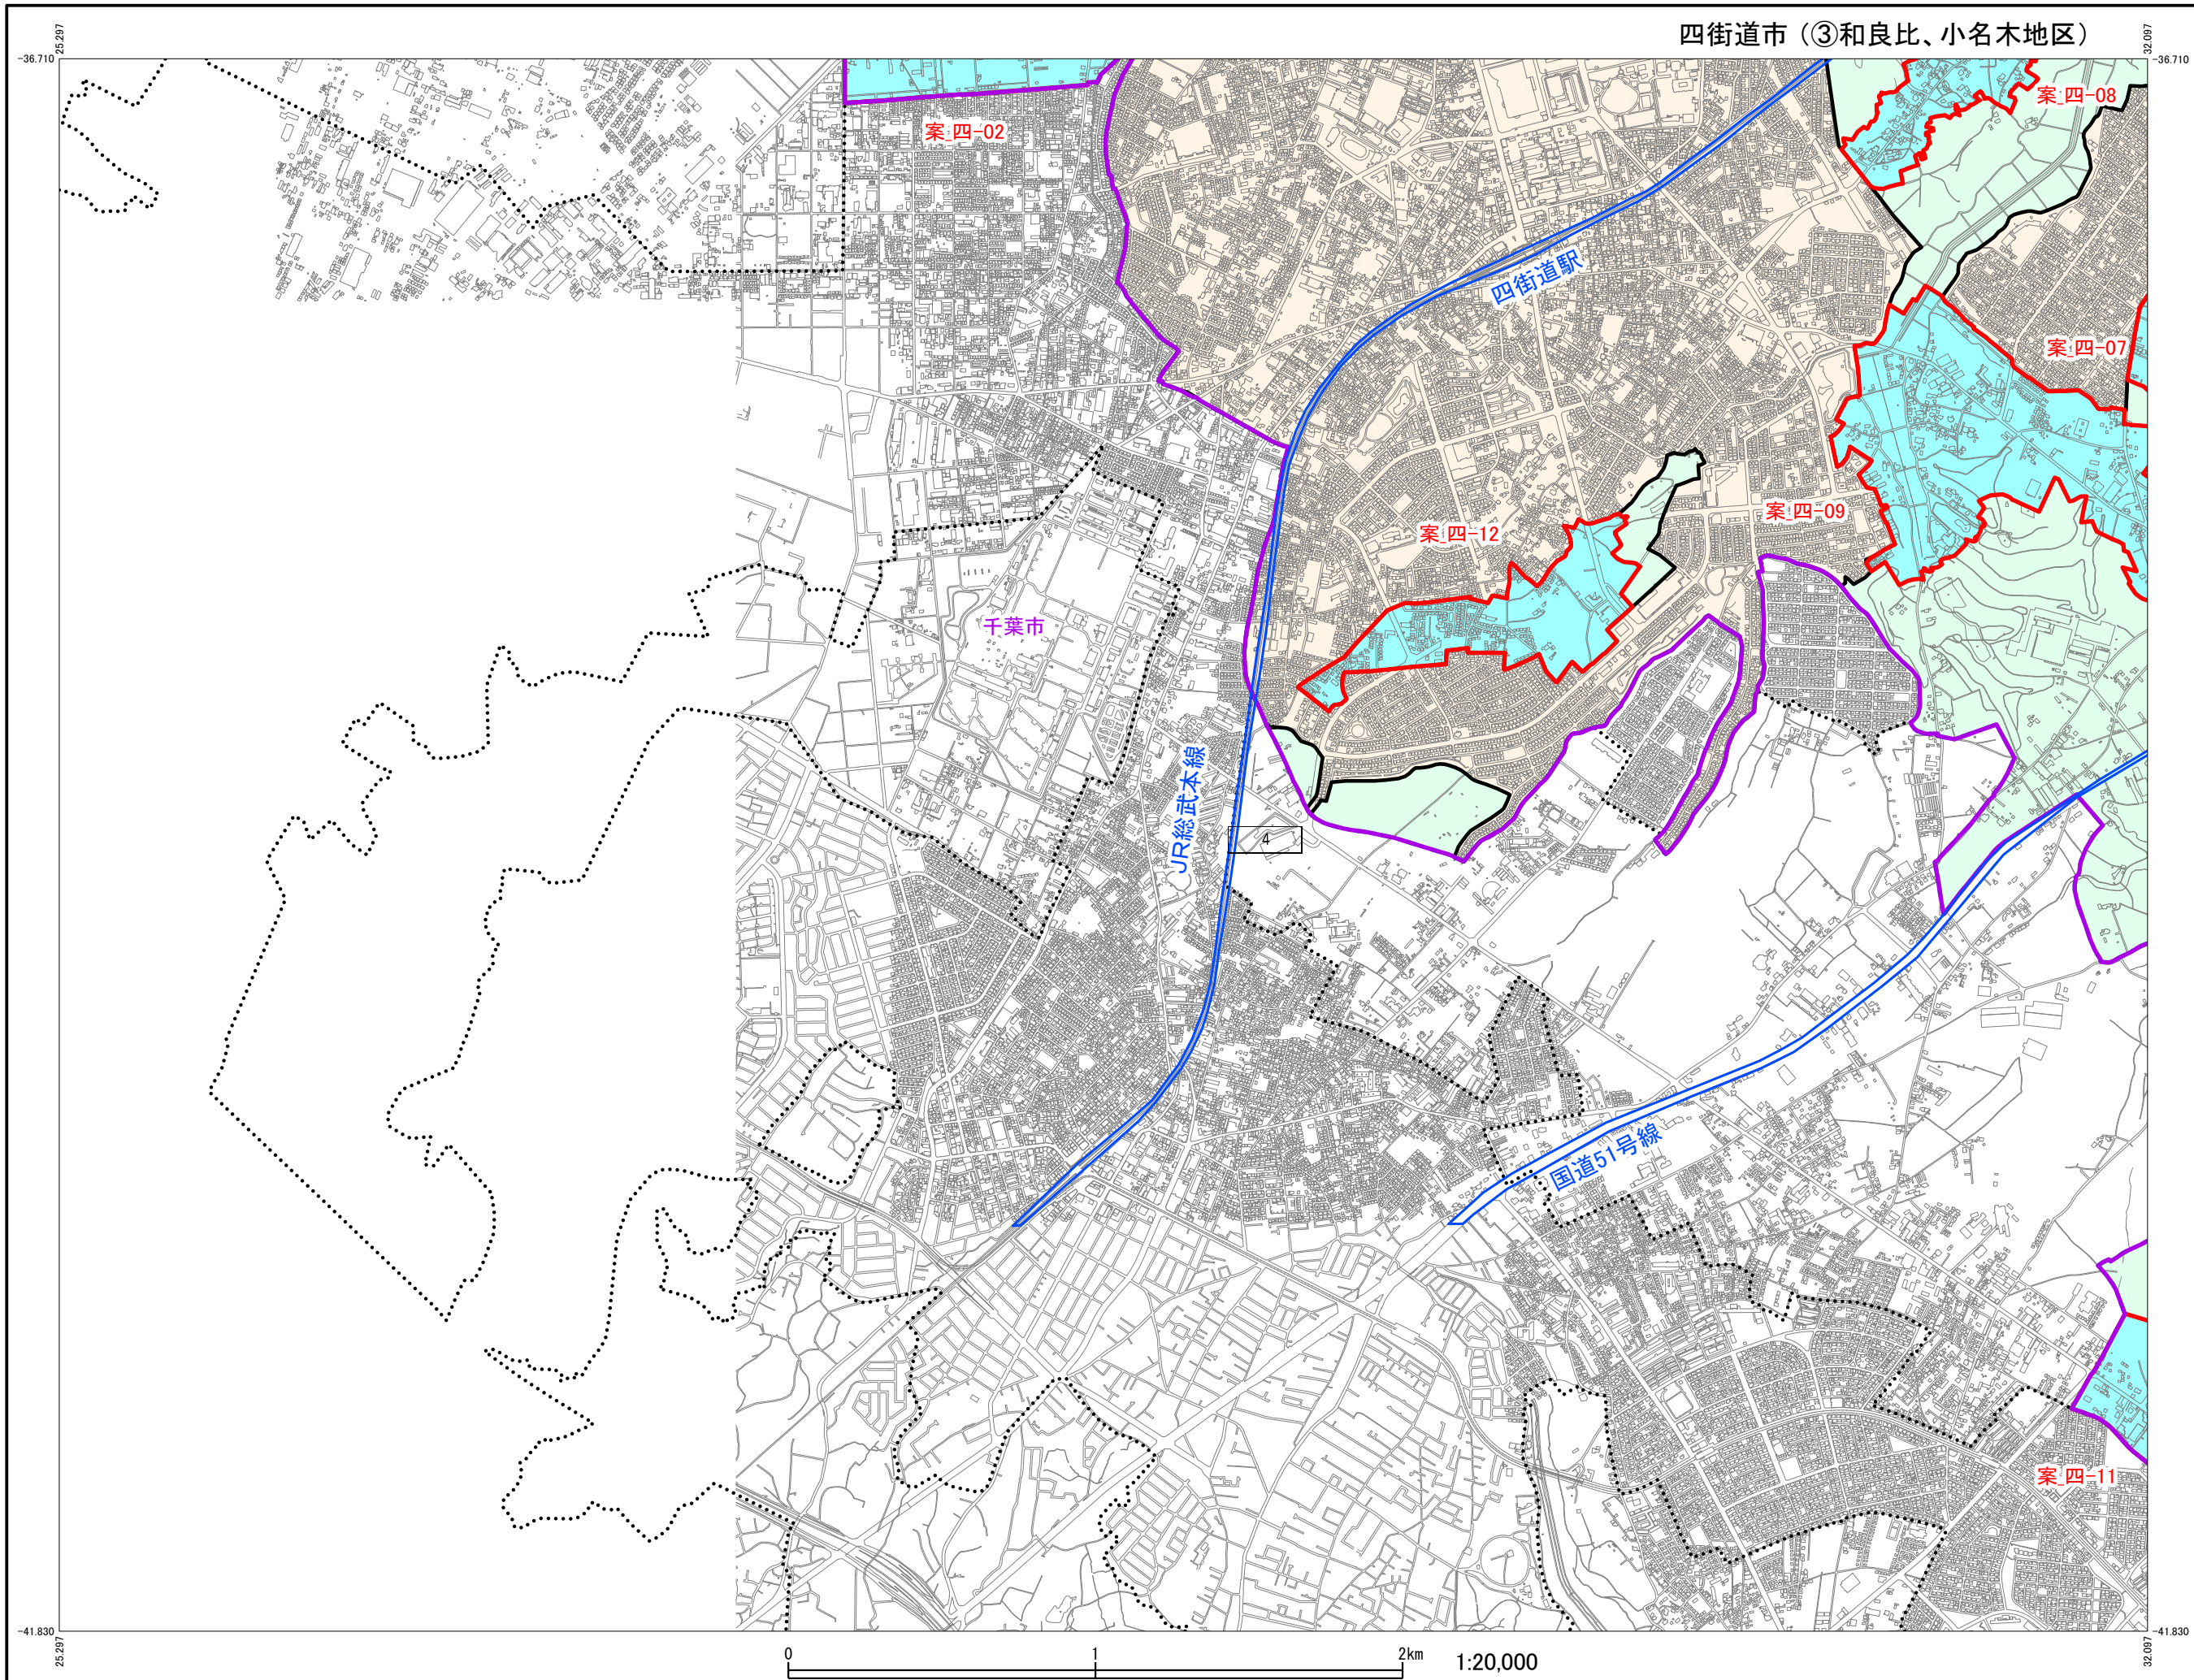 四街道市（③和良比、小名木地区）
25.297
32.097
-36.710
-36.710
案_四-08
案_四-02
四街道駅
案_四-07
案_四-09
案_四-12
千葉市
JR総武本線
4
国道51号線
案_四-11
-41.830
-41.830
25.297
32.097
0
1
2km
1:20,000